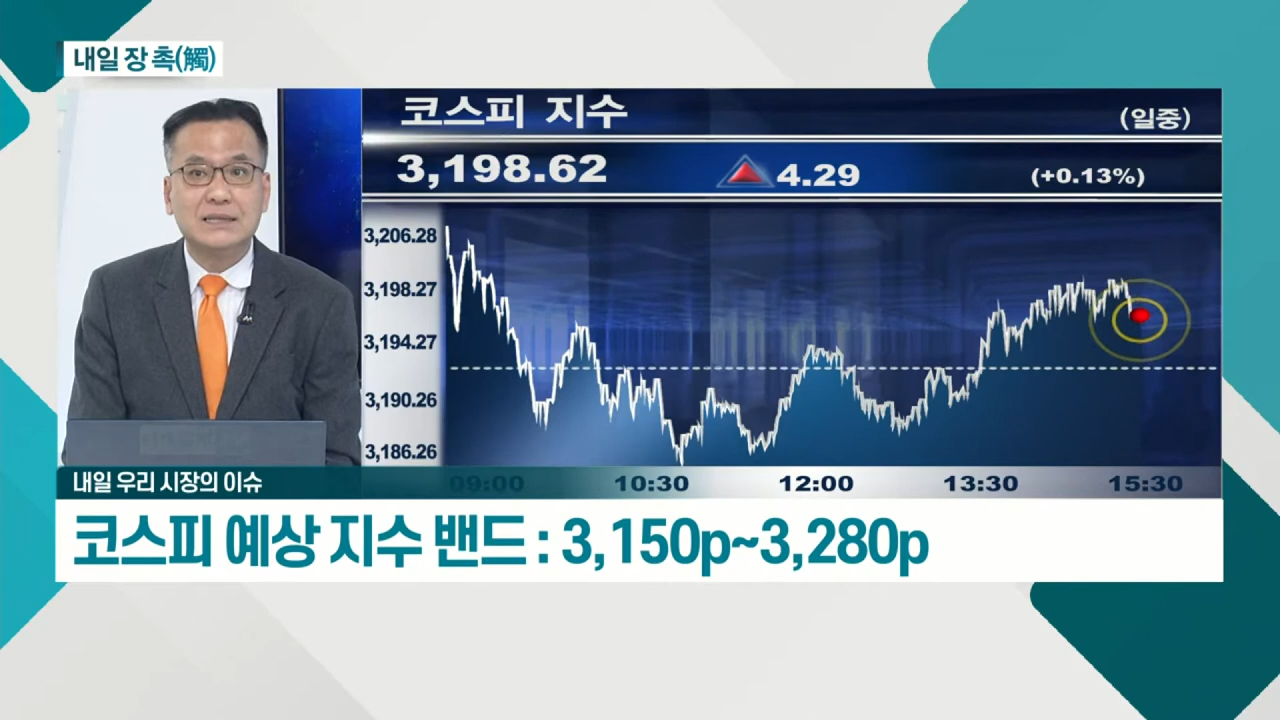 내일 장 촉(觸)
코스피 지수
(일중)
3,198.62 4.29 (+0.13%)
3,206.28
3,198.27
3,194.27
3,190.26
3,186.26
09:00 10:30 12:00 13:30 15:30
내일 우리 시장의 이슈
코스피 예상 지수 밴드 : 3,150p~3,280p